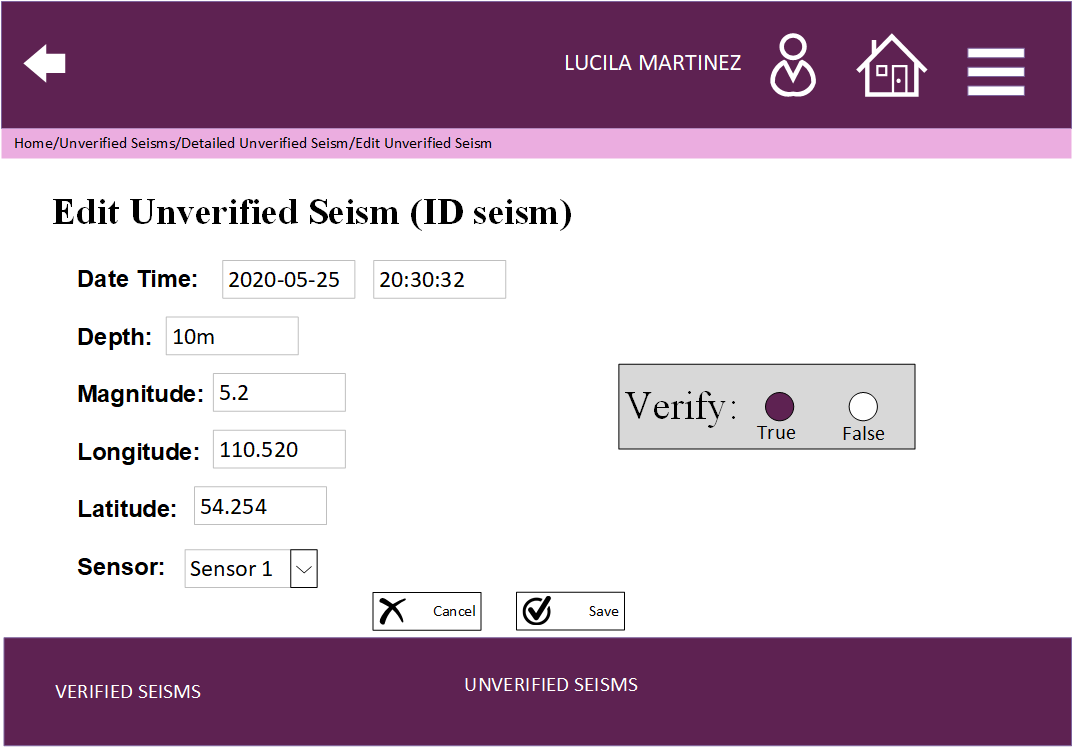 LUCILA MARTINEZ
Home/Unverified Seisms/Detailed Unverified Seism/Edit Unverified Seism
Edit Unverified Seism (ID seism)
Date Time: 2020-05-25 20:30:32
Depth: 10m
Magnitude: 5.2
Longitude: 110.520
Latitude: 54.254
Sensor: Sensor 1
Verify:
True False
Cancel Save
VERIFIED SEISMS UNVERIFIED SEISMS